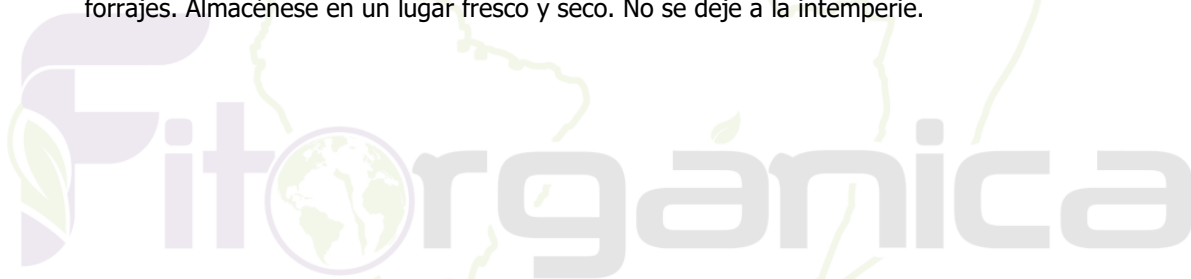 forrajes. Almacénese en un lugar fresco y seco. No se deje a la intemperie.
Fitorgánica